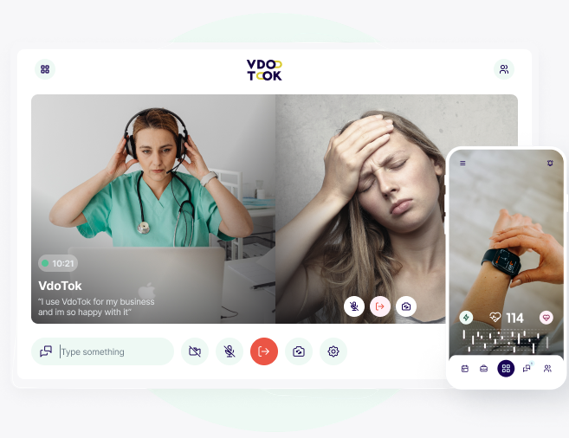 VDO
TOK
10:21
VdoTok
"I use VdoTok for my business
and im so happy with it"
Type something
114